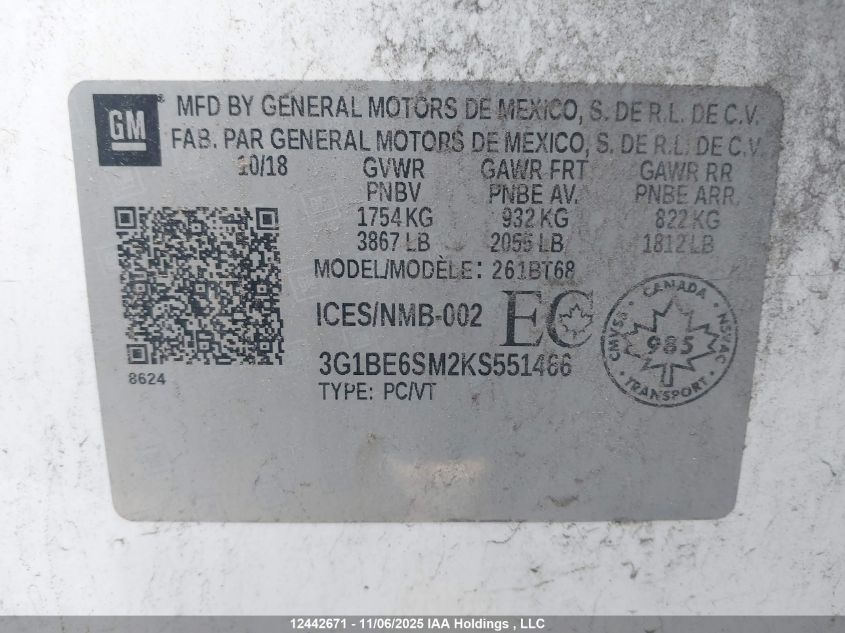 GM
MFD BY GENERAL MOTORS DE MEXICO, S. DE R.L. DE C.V.
FAB. PAR GENERAL MOTORS DE MEXICO, S. DE R.L. DE C.V.
10/18 GVWR GAWR FRT GAWR RR
PNBV PNBE AV. PNBE ARR.
1754 KG 932 KG 822 KG
3867 LB 2055 LB 1812 LB
MODEL/MODÈLE: 261BT68
ICES/NMB-002 EC
CANADA
CMVSS 985 NSVAC
TRANSPORT
3G1BE6SM2KS551466
8624
TYPE: PC/VT
12442671 - 11/06/2025 IAA Holdings , LLC